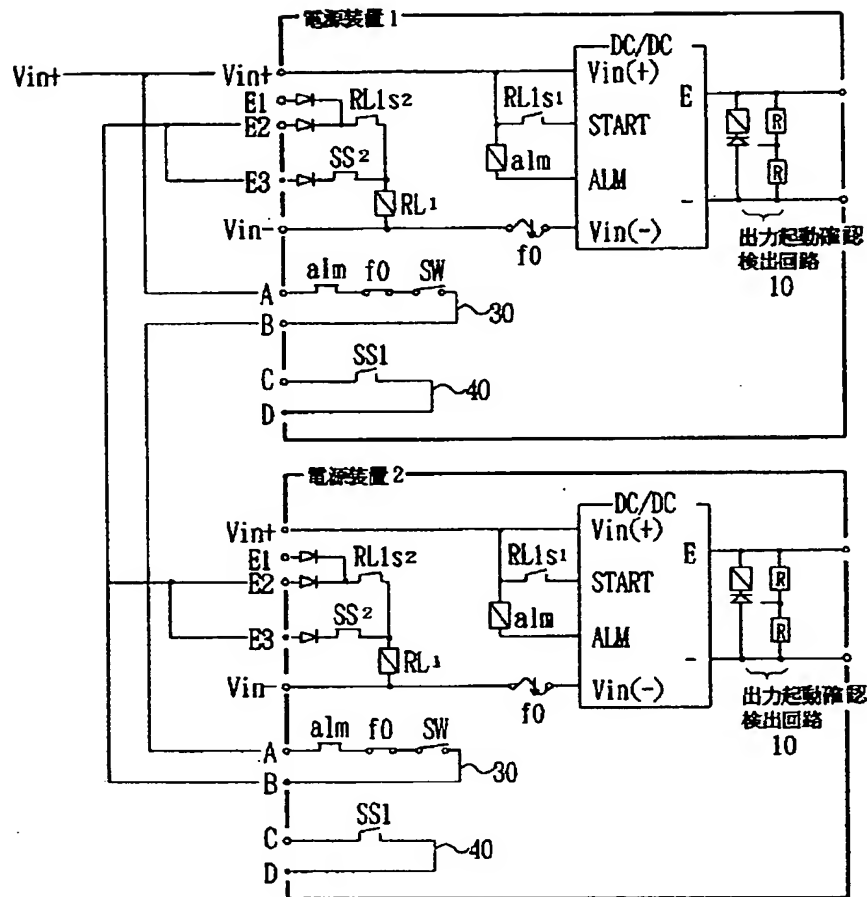 電源装置1
DC/DC
Vin+
Vin+
Vin(+)
E1
RL1s2
RL1s1
E
E2
START
R
SS2
alm
E3
ALM
R
RL1
Vin-
Vin(-)
-
f0
出力起動確認
検出回路
10
alm
f0
SW
A
30
B
SS1
C
40
D
電源装置2
DC/DC
Vin+
Vin(+)
E1
RL1s2
RL1s1
E
E2
START
R
SS2
alm
E3
ALM
R
RL1
-
Vin-
Vin(-)
f0
出力起動確認
検出回路
10
alm
f0
SW
A
30
B
SS1
C
40
D